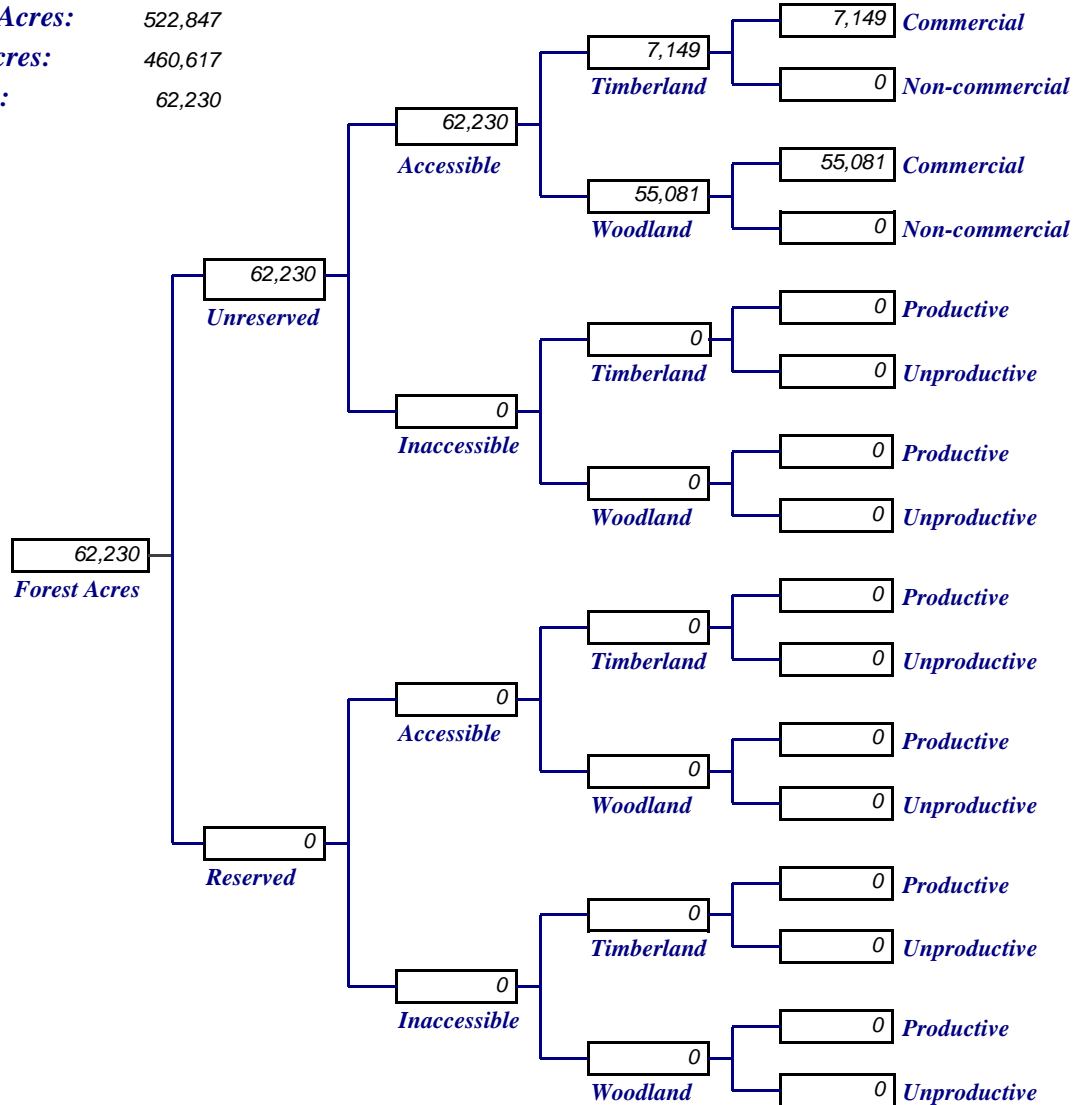 Acres: 522,847
cres: 460,617
: 62,230
7,149 Commercial
7,149
Timberland
0 Non-commercial
62,230
Accessible
55,081 Commercial
55,081
Woodland
0 Non-commercial
62,230
Unreserved
0 Productive
0
Timberland
0 Unproductive
0
Inaccessible
0 Productive
0
Woodland
0 Unproductive
62,230
Forest Acres
0 Productive
0
Timberland
0 Unproductive
0
Accessible
0 Productive
0
Woodland
0 Unproductive
0
Reserved
0 Productive
0
Timberland
0 Unproductive
0
Inaccessible
0 Productive
0
Woodland
0 Unproductive